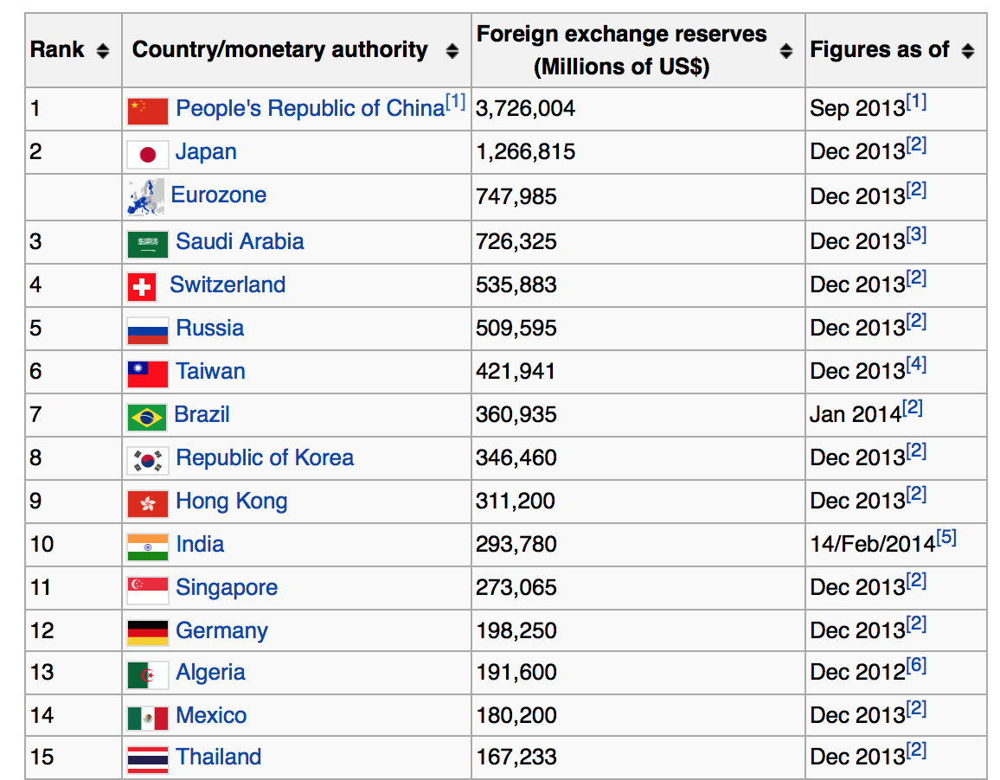 Rank Country/monetary authority Foreign exchange reserves (Millions of US$) Figures as of
1 People's Republic of China[1] 3,726,004 Sep 2013[1]
2 Japan 1,266,815 Dec 2013[2]
Eurozone 747,985 Dec 2013[2]
3 Saudi Arabia 726,325 Dec 2013[3]
4 Switzerland 535,883 Dec 2013[2]
5 Russia 509,595 Dec 2013[2]
6 Taiwan 421,941 Dec 2013[4]
7 Brazil 360,935 Jan 2014[2]
8 Republic of Korea 346,460 Dec 2013[2]
9 Hong Kong 311,200 Dec 2013[2]
10 India 293,780 14/Feb/2014[5]
11 Singapore 273,065 Dec 2013[2]
12 Germany 198,250 Dec 2013[2]
13 Algeria 191,600 Dec 2012[6]
14 Mexico 180,200 Dec 2013[2]
15 Thailand 167,233 Dec 2013[2]